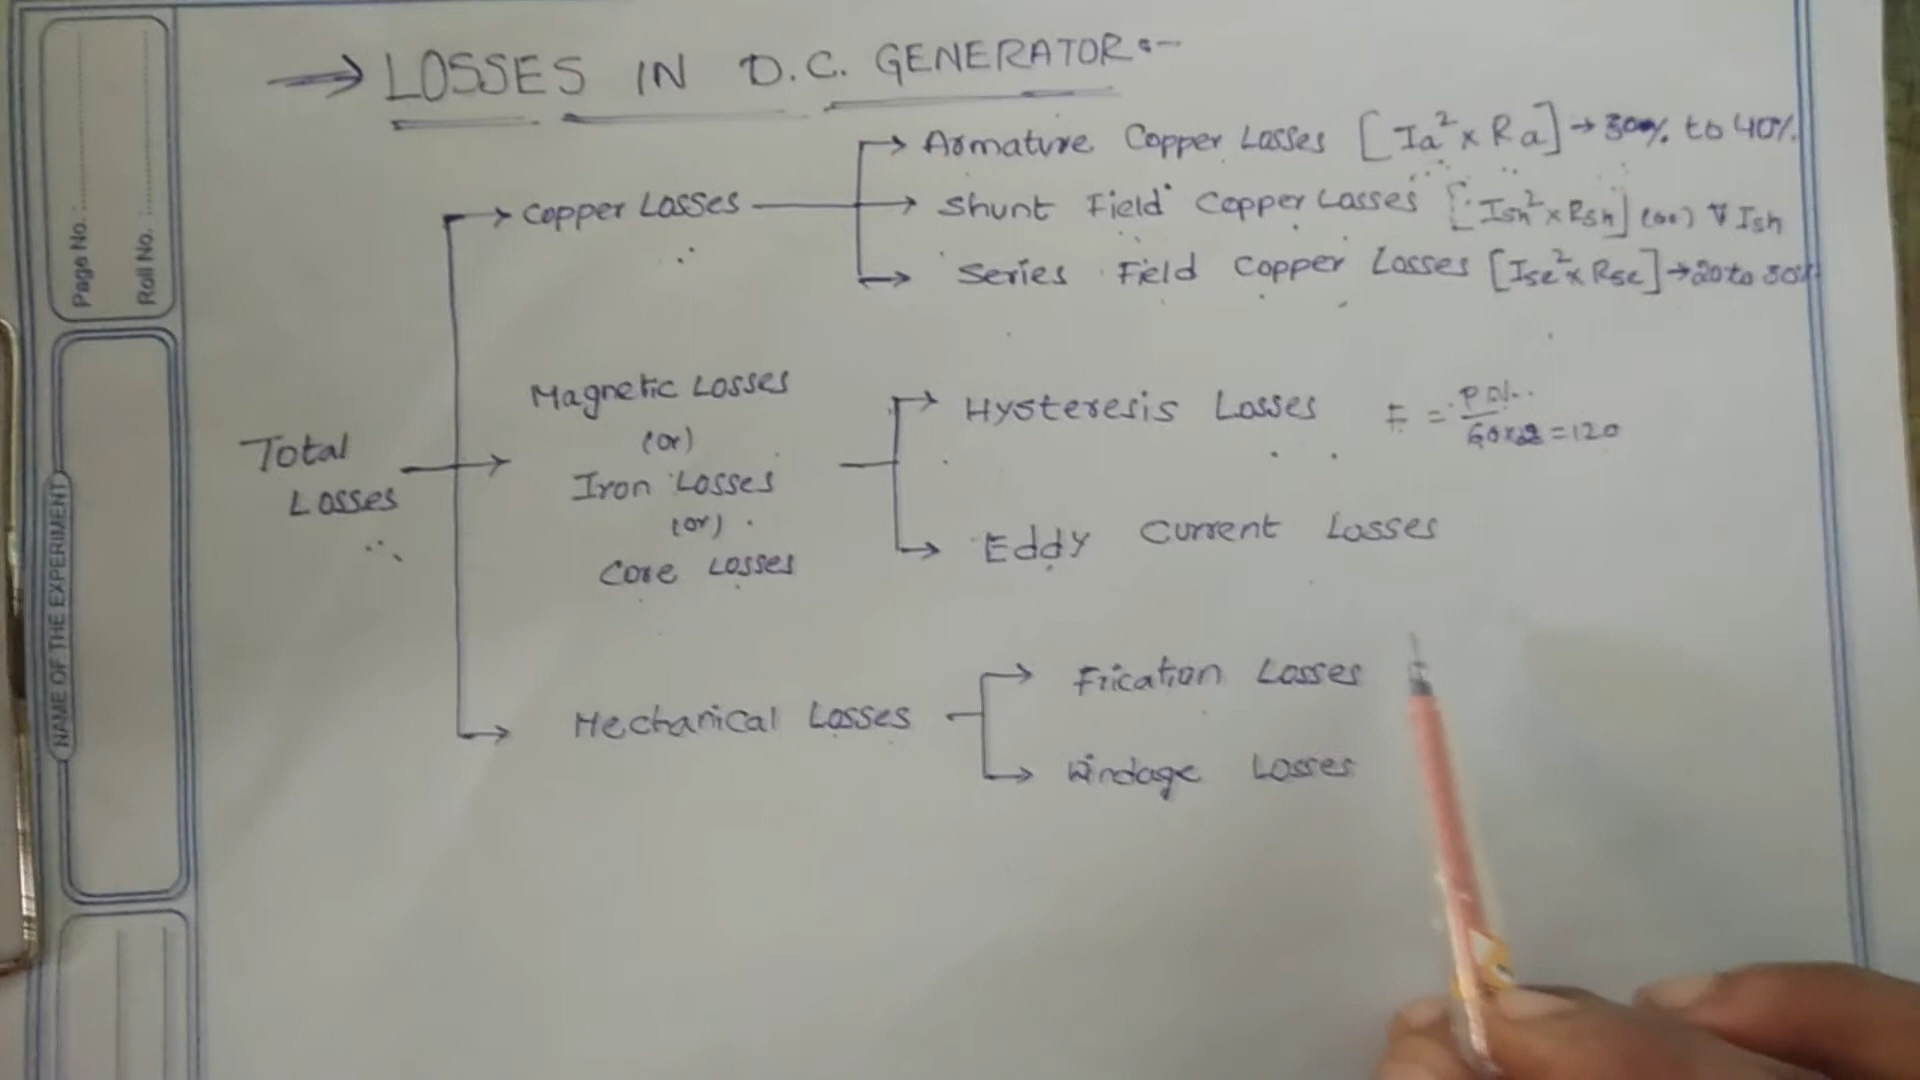 → LOSSES IN D.C. GENERATOR:-
→ Armature Copper Losses [Ia² x Ra] → 30% to 40%.
→ Copper Losses
→ Shunt Field Copper Losses [Ish² x Rsh] (or) V Ish
→ Series Field Copper Losses [Ise² x Rse] → 20 to 30%
Magnetic Losses
(or)
Iron Losses
(or)
Core Losses
→ Hysteresis Losses F = PN / 60x2 = 120
→ Eddy Current Losses
Total
Losses
→ Mechanical Losses
→ Frication Losses
→ Windage Losses
Page No. :
Roll No. :
NAME OF THE EXPERIMENT